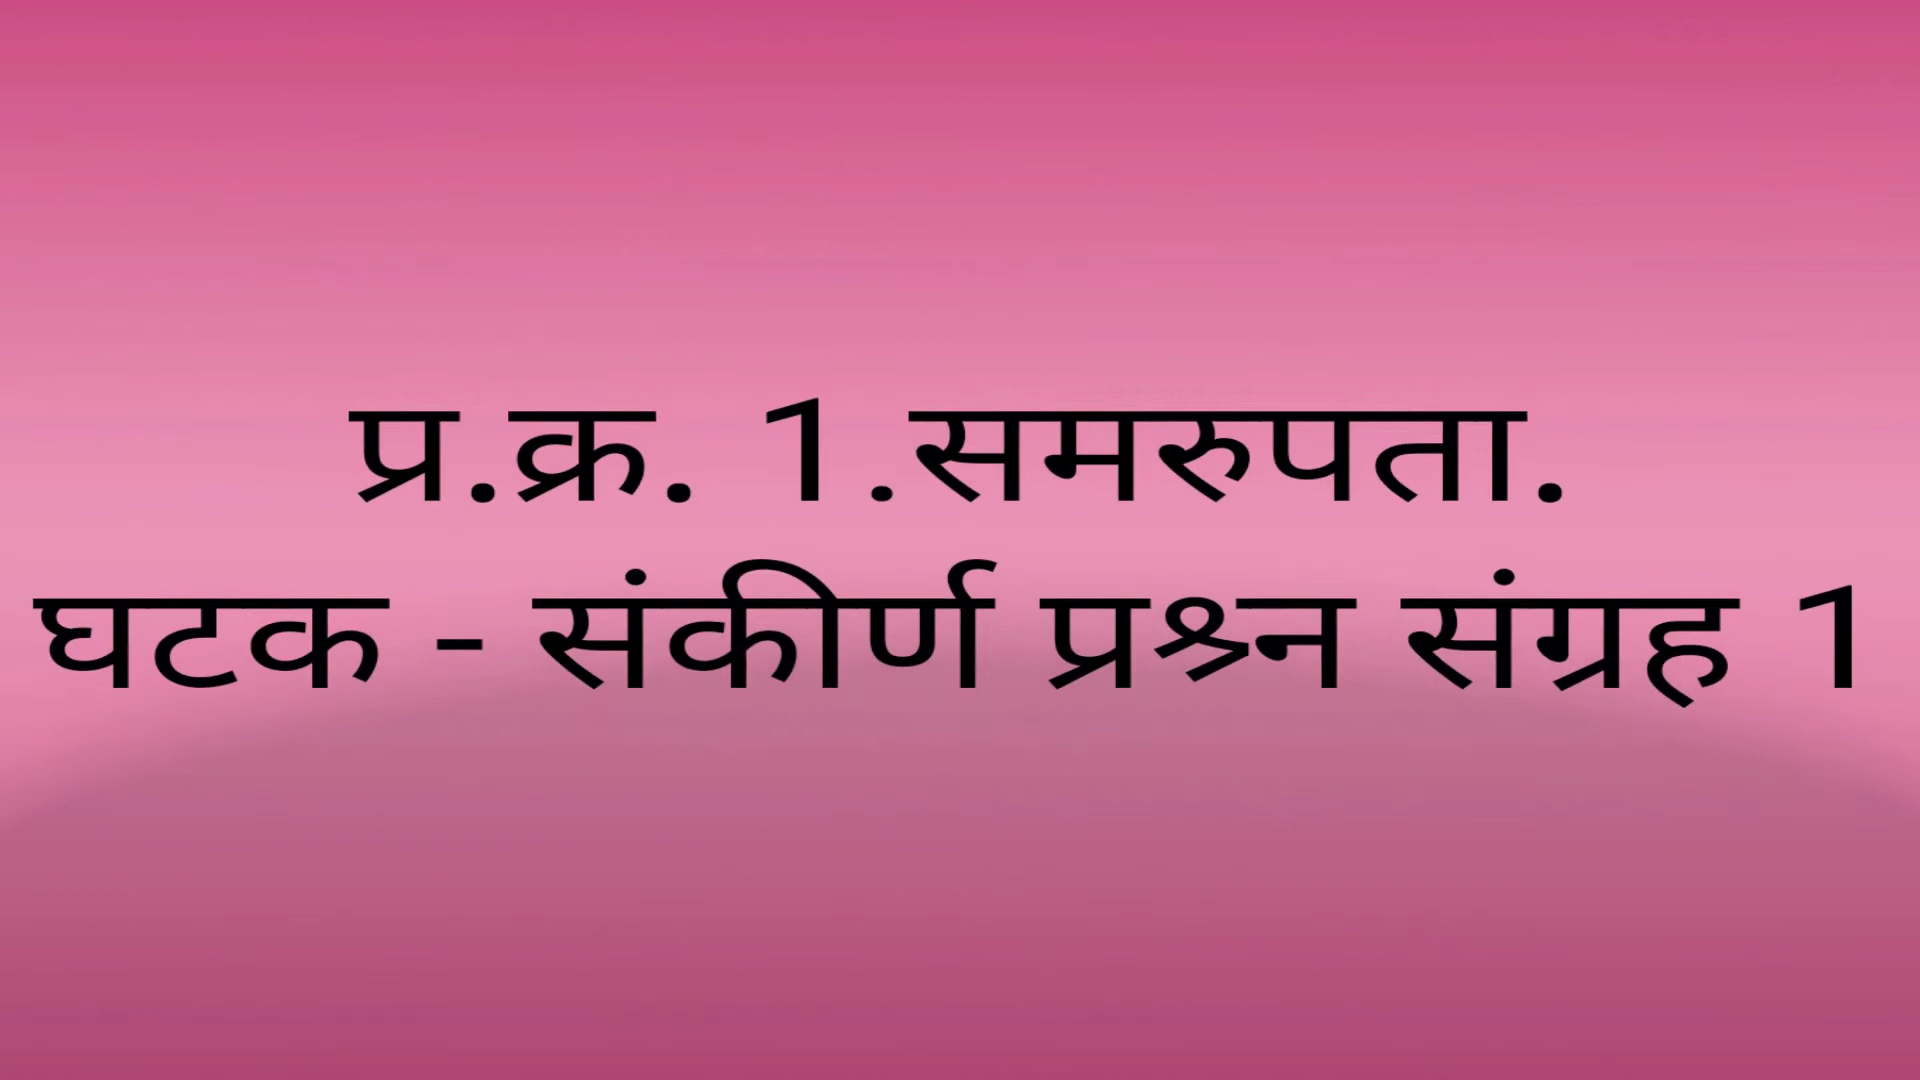 प्र.क्र. 1.समरुपता.
घटक - संकीर्ण प्रश्न संग्रह 1